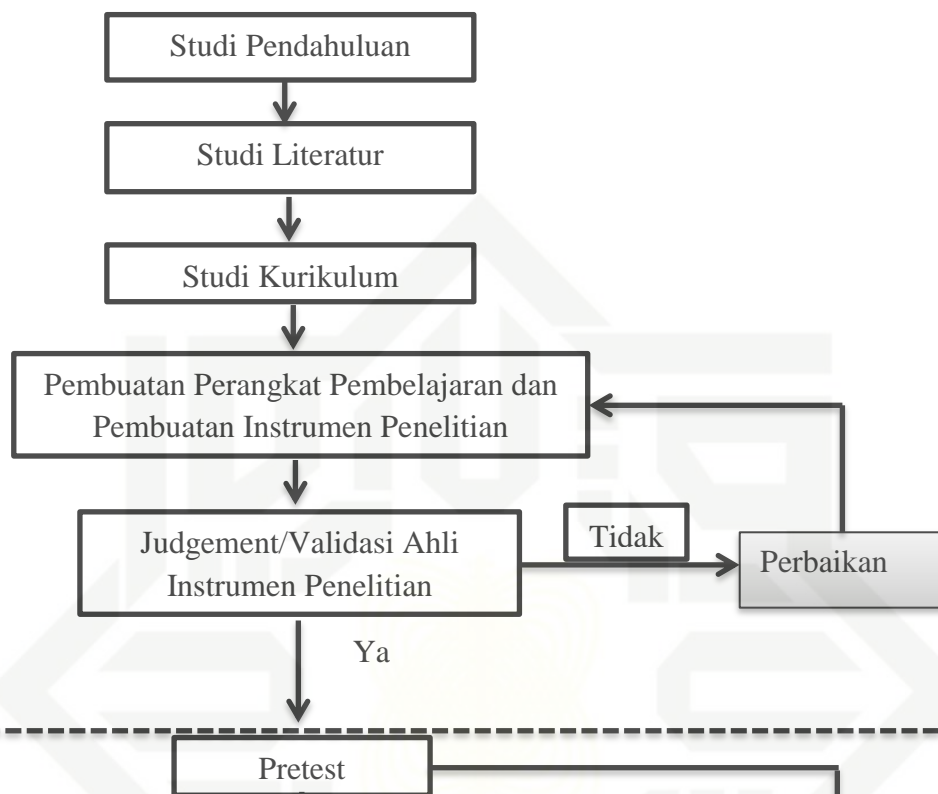 Studi Pendahuluan
Studi Literatur
Studi Kurikulum
Pembuatan Perangkat Pembelajaran dan
Pembuatan Instrumen Penelitian
Judgement/Validasi Ahli
Instrumen Penelitian
Tidak
Perbaikan
Ya
Pretest